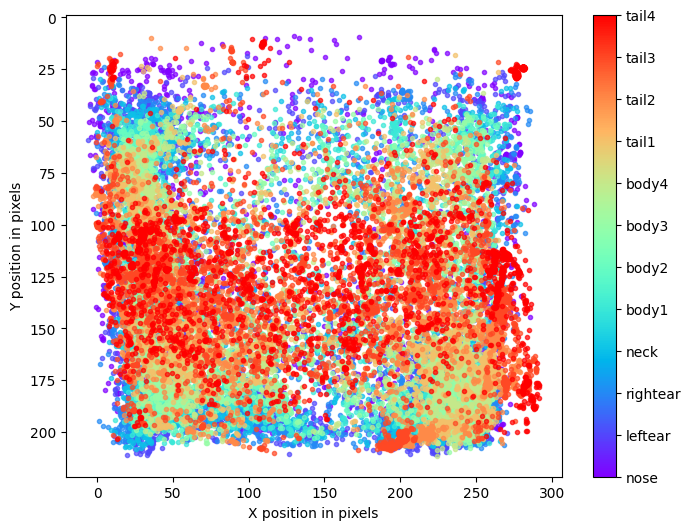 0
25
50
75
100
125
150
175
200
Y position in pixels
0
50
100
150
200
250
300
X position in pixels
tail4
tail3
tail2
tail1
body4
body3
body2
body1
neck
rightear
leftear
nose